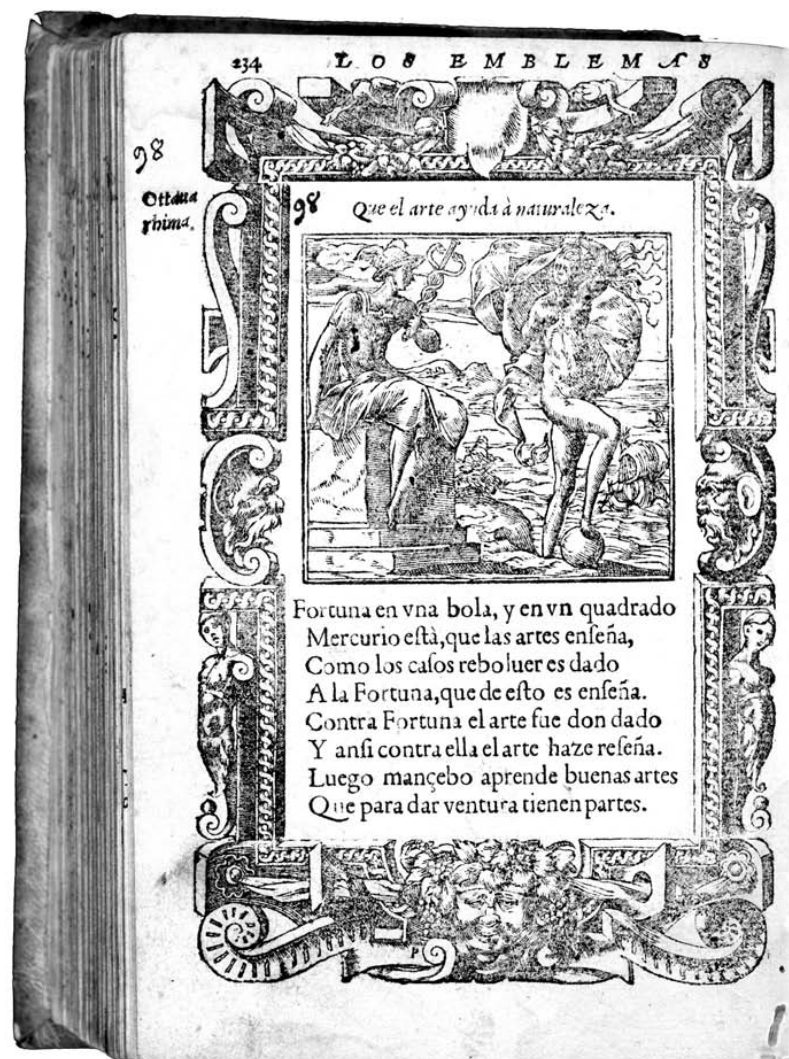 234 LOS EMBLEMAS
98
Ottaua
rhima.
98 Que el arte ayuda à naturaleza.
Fortuna en vna bola, y en vn quadrado
Mercurio eſtà, que las artes enſeña,
Como los caſos reboluer es dado
A la Fortuna, que de eſto es enſeña.
Contra Fortuna el arte fue don dado
Y anſi contra ella el arte haze reſeña.
Luego mançebo aprende buenas artes
Que para dar ventura tienen partes.